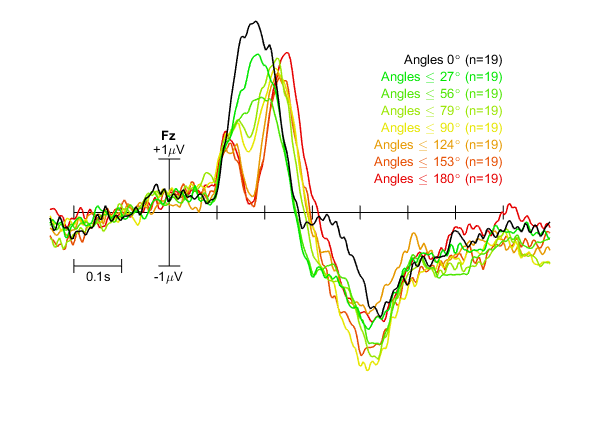 Angles 0° (n=19)
Angles ≤ 27° (n=19)
Angles ≤ 56° (n=19)
Angles ≤ 79° (n=19)
Angles ≤ 90° (n=19)
Angles ≤ 124° (n=19)
Angles ≤ 153° (n=19)
Angles ≤ 180° (n=19)
Fz
+1μV
0.1s
-1μV